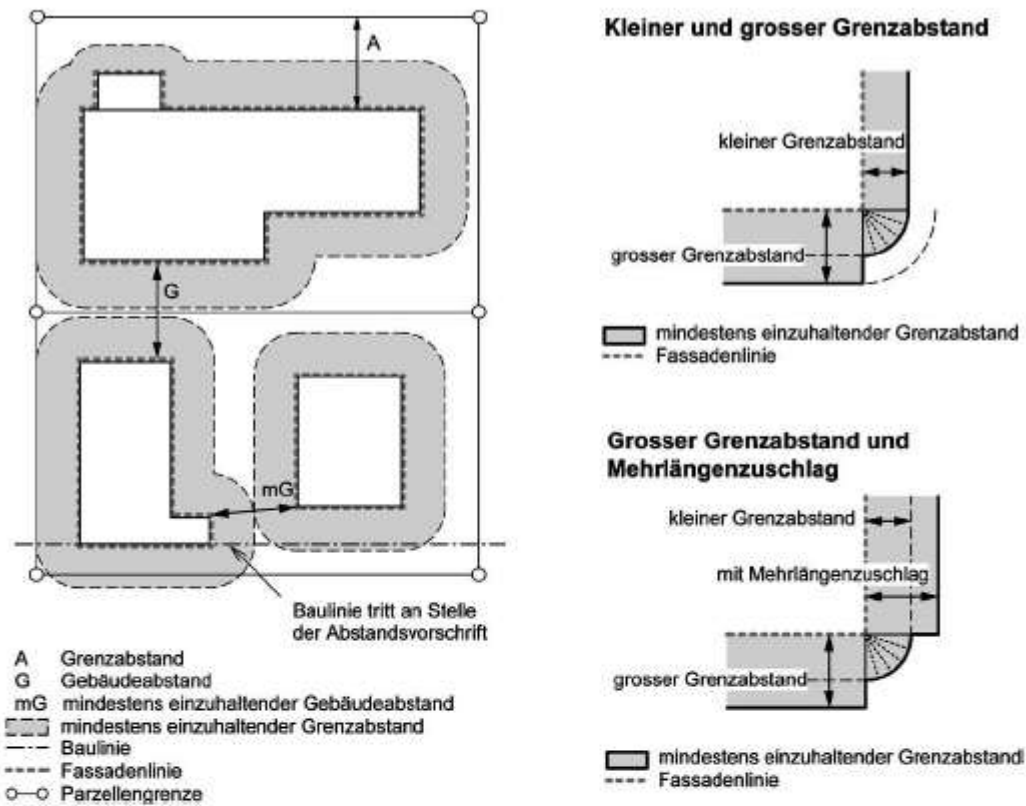 A
G
mG
Baulinie tritt an Stelle
der Abstandsvorschrift
A Grenzabstand
G Gebäudeabstand
mG mindestens einzuhaltender Gebäudeabstand
mindestens einzuhaltender Grenzabstand
Baulinie
Fassadenlinie
Parzellengrenze
Kleiner und grosser Grenzabstand
kleiner Grenzabstand
grosser Grenzabstand
mindestens einzuhaltender Grenzabstand
Fassadenlinie
Grosser Grenzabstand und
Mehrlängenzuschlag
kleiner Grenzabstand
mit Mehrlängenzuschlag
grosser Grenzabstand
mindestens einzuhaltender Grenzabstand
Fassadenlinie